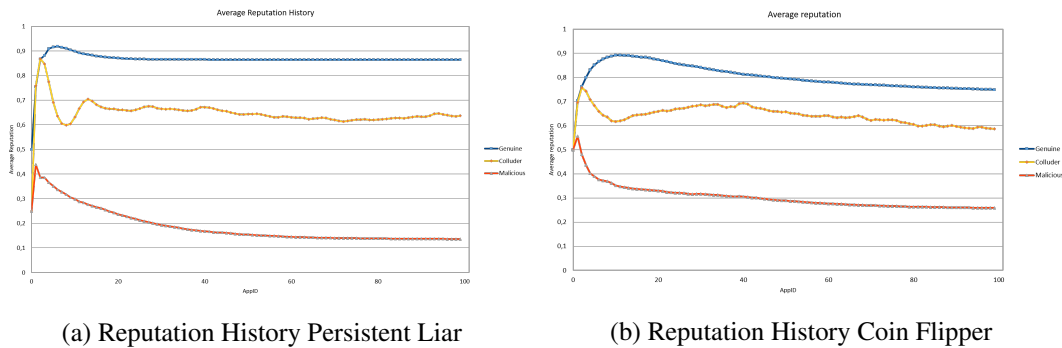 Average Reputation History
1
0,9
0,8
0,7
0,6
0,5
0,4
0,3
0,2
0,1
0
Average Reputation
0 20 40 60 80 100
AppID
Genuine
Colluder
Malicious
(a) Reputation History Persistent Liar
Average reputation
1
0,9
0,8
0,7
0,6
0,5
0,4
0,3
0,2
0,1
0
Average reputation
0 20 40 60 80 100
AppID
Genuine
Colluder
Malicious
(b) Reputation History Coin Flipper